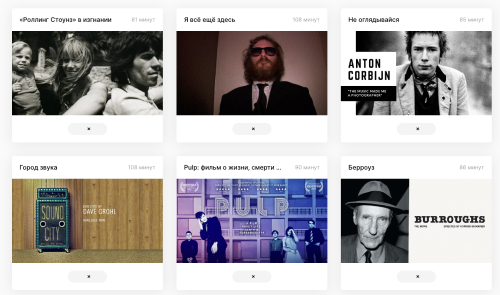 «Роллинг Стоунз» в изгнании 61 минут
Я всё ещё здесь 108 минут
Не оглядывайся 85 минут
ANTON
CORBIJN
"THE MUSIC MADE ME
A PHOTOGRAPHER"
Город звука 108 минут
Pulp: фильм о жизни, смерти ... 90 минут
Берроуз 86 минут
SOUND
CITY
DAVE GROHL
PULP
BURROUGHS